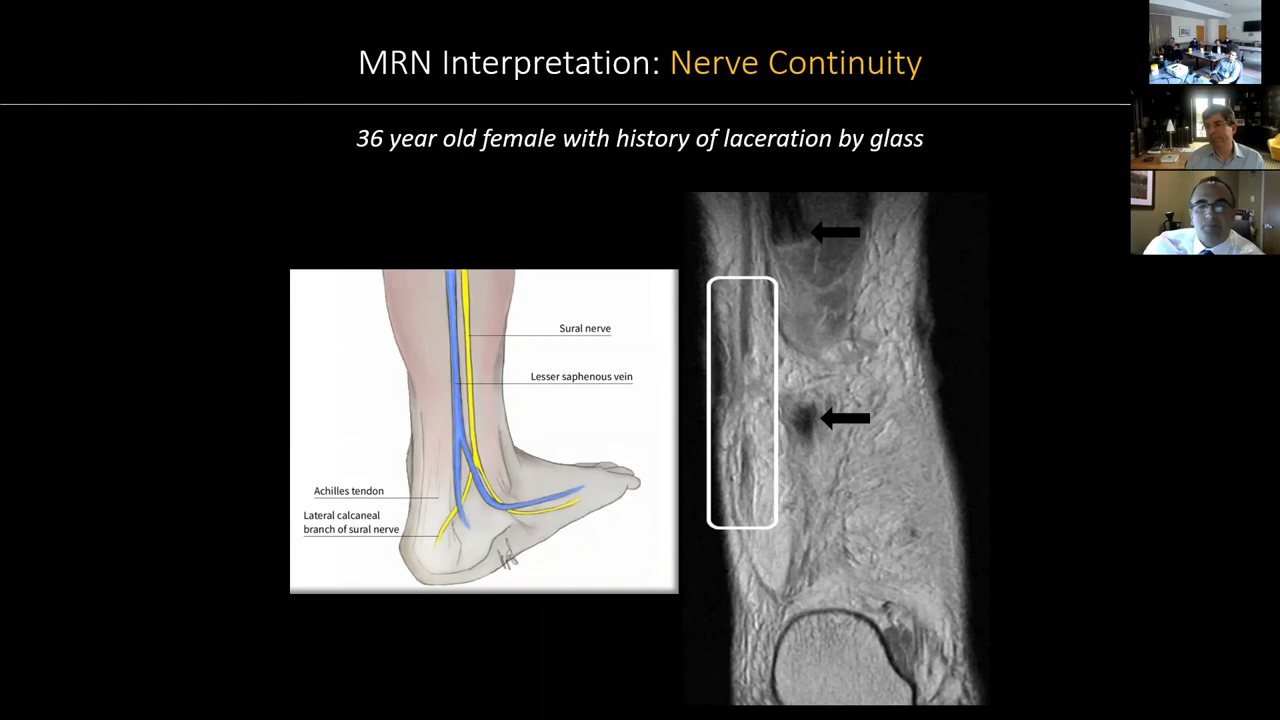 MRN Interpretation: Nerve Continuity
36 year old female with history of laceration by glass
Sural nerve
Lesser saphenous vein
Achilles tendon
Lateral calcaneal
branch of sural nerve